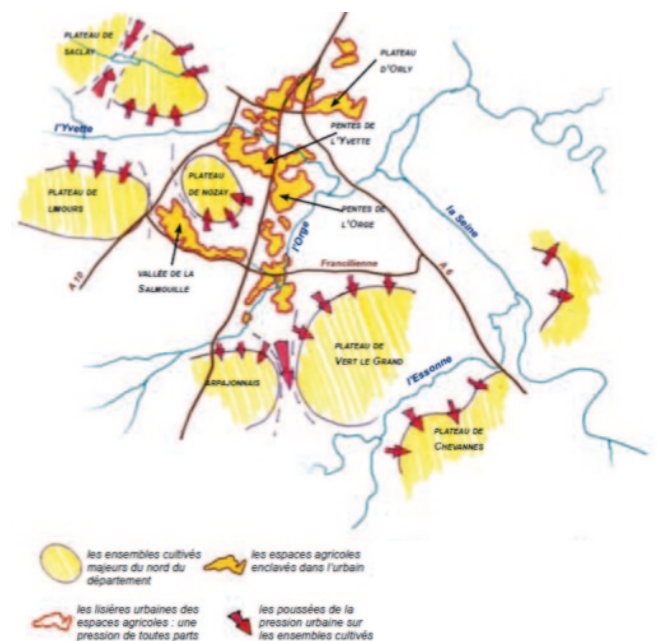 PLATEAU DE
SACLAY
PLATEAU
D'ORLY
l'Yvette
PENTES DE
L'YVETTE
PLATEAU DE
LIMOURS
PLATEAU
DE NOZAY
PENTES DE
L'ORGE
la Seine
l'Orge
VALLÉE DE LA
SALMOUILLE
A 10
Francilienne
A 6
PLATEAU DE
VERT LE GRAND
ARPAJONNAIS
l'Essonne
PLATEAU DE
CHEVANNES
les ensembles cultivés
majeurs du nord du
département
les espaces agricoles
enclavés dans l'urbain
les lisières urbaines des
espaces agricoles : une
pression de toutes parts
les poussées de la
pression urbaine sur
les ensembles cultivés